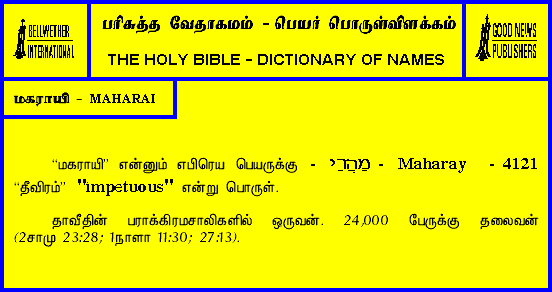 BELLWETHER
INTERNATIONAL
பரிசுத்த வேதாகமம் - பெயர் பொருள்விளக்கம்
THE HOLY BIBLE - DICTIONARY OF NAMES
GOOD NEWS
PUBLISHERS
மகராயி - MAHARAI
“மகராயி” என்னும் எபிரெய பெயருக்கு - מַהֲרַי - Maharay - 4121
“தீவிரம்” "impetuous" என்று பொருள்.
தாவீதின் பராக்கிரமசாலிகளில் ஒருவன். 24,000 பேருக்கு தலைவன்
(2சாமு 23:28; 1நாளா 11:30; 27:13).